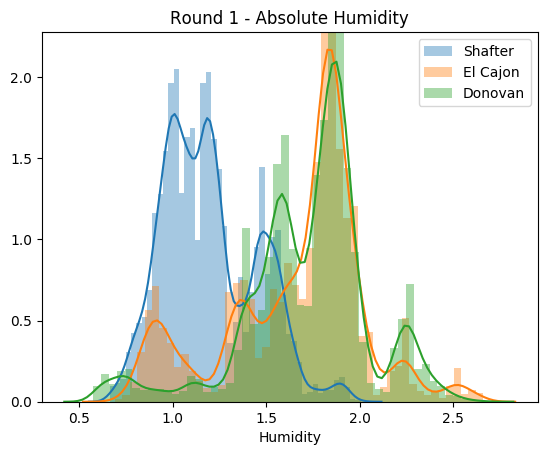 Round 1 - Absolute Humidity
Shafter
El Cajon
Donovan
2.0
1.5
1.0
0.5
0.0
0.5 1.0 1.5 2.0 2.5
Humidity